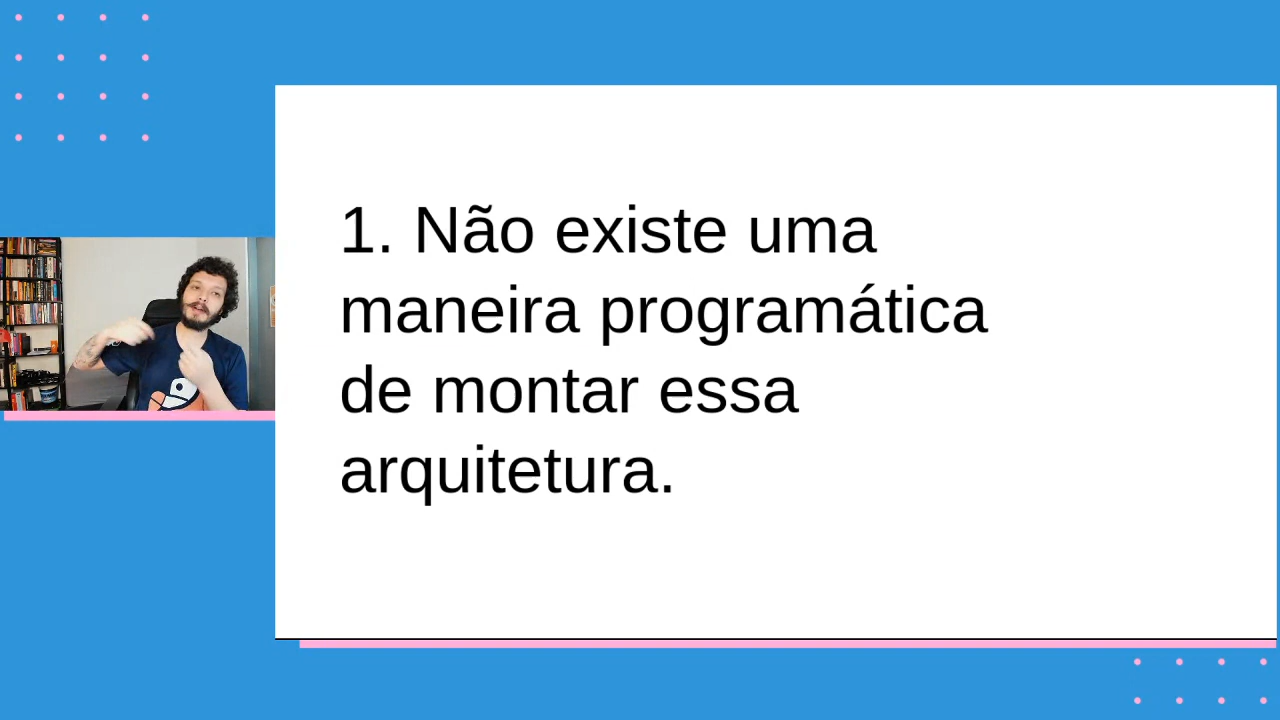 1. Não existe uma
maneira programática
de montar essa
arquitetura.